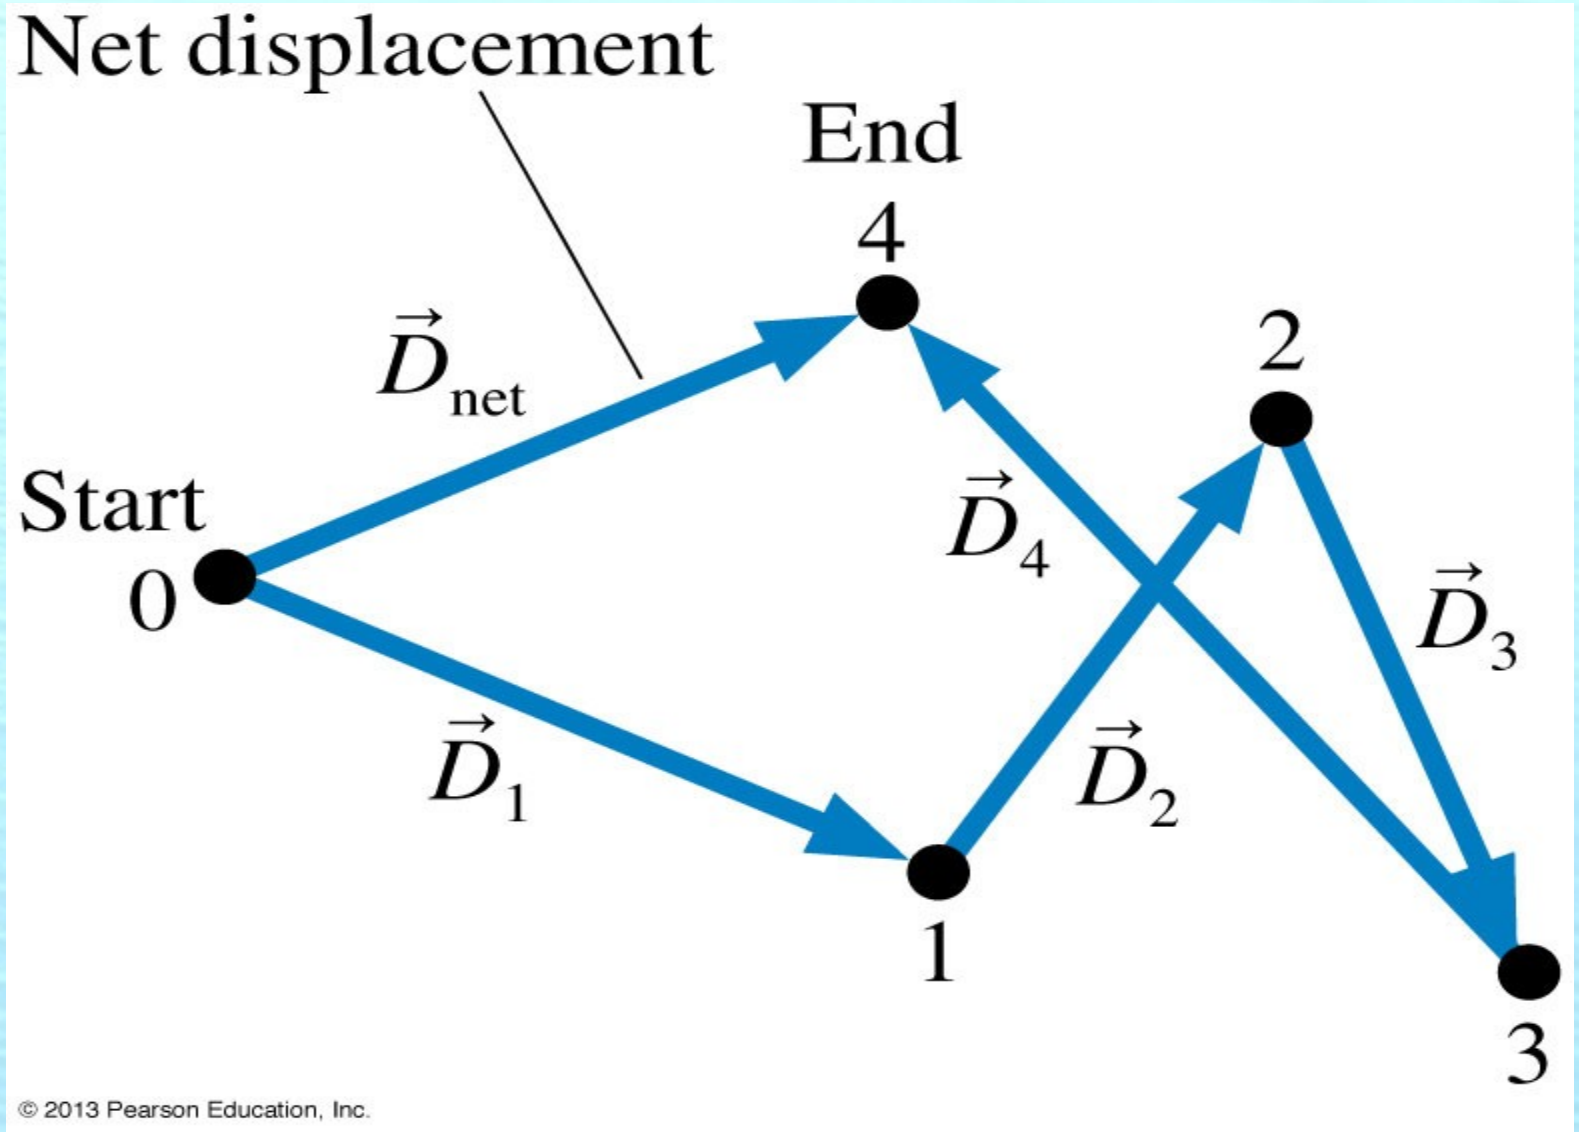 Net displacement
End
4
2
D⃗net
Start
0
D⃗4
D⃗3
D⃗1
D⃗2
1
3
© 2013 Pearson Education, Inc.